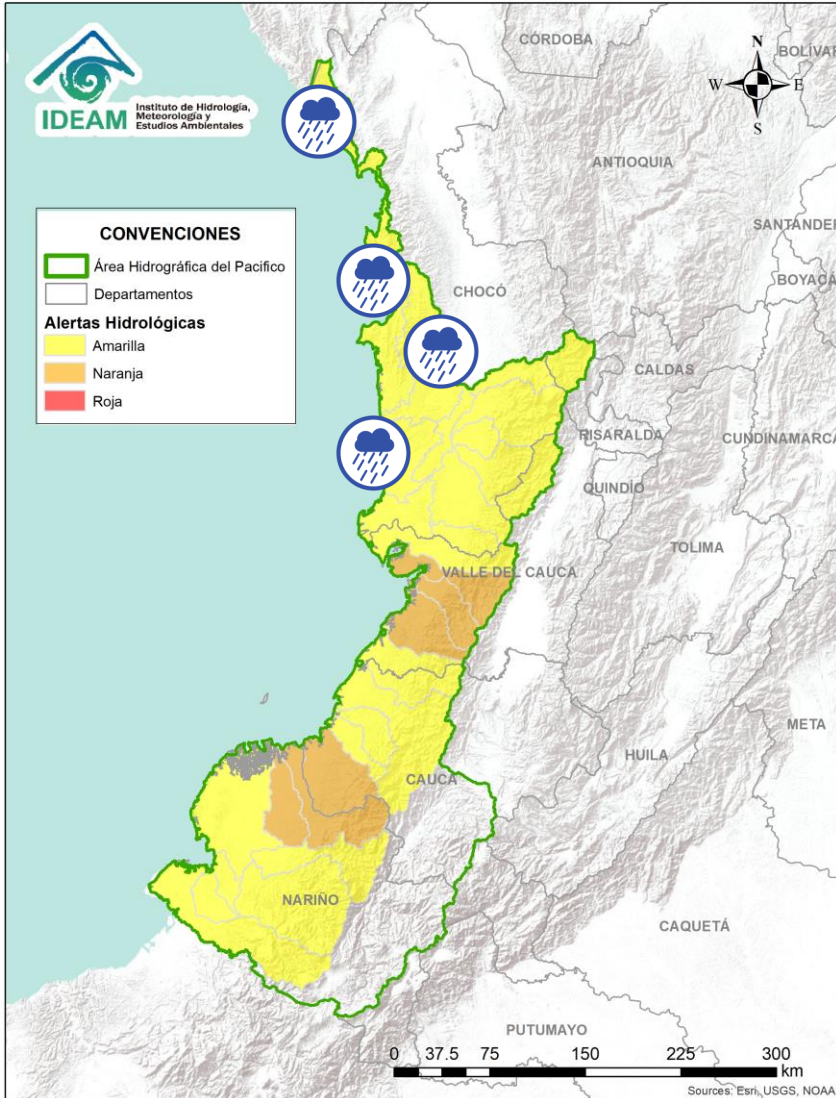 IDEAM
Instituto de Hidrología,
Meteorología y
Estudios Ambientales
N
W
E
S
CÓRDOBA
BOLÍVAR
ANTIOQUIA
SANTANDER
BOYACÁ
CHOCÓ
CALDAS
RISARALDA
CUNDINAMARCA
QUINDÍO
TOLIMA
VALLE DEL CAUCA
META
HUILA
CAUCA
NARIÑO
CAQUETÁ
PUTUMAYO
CONVENCIONES
Área Hidrográfica del Pacifico
Departamentos
Alertas Hidrológicas
Amarilla
Naranja
Roja
0 37.5 75 150 225 300
km
Sources: Esri, USGS, NOAA